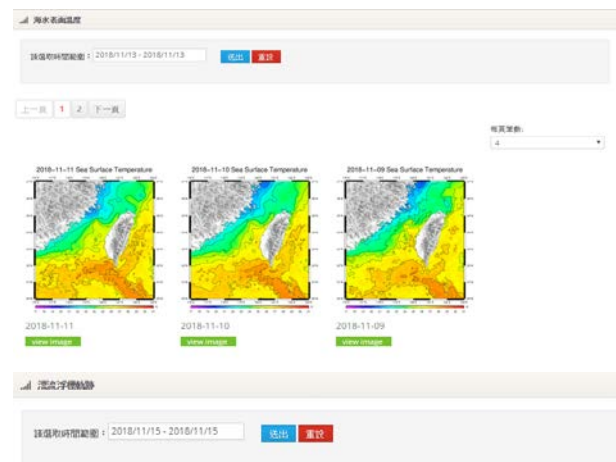 海水表面溫度
請選取時間範圍： 2018/11/13 - 2018/11/13 送出 重設
上一頁 1 2 下一頁
每頁筆數:
4
2018-11-11 Sea Surface Temperature 2018-11-10 Sea Surface Temperature 2018-11-09 Sea Surface Temperature
2018-11-11 2018-11-10 2018-11-09
view image view image view image
漂流浮標軌跡
請選取時間範圍： 2018/11/15 - 2018/11/15 送出 重設